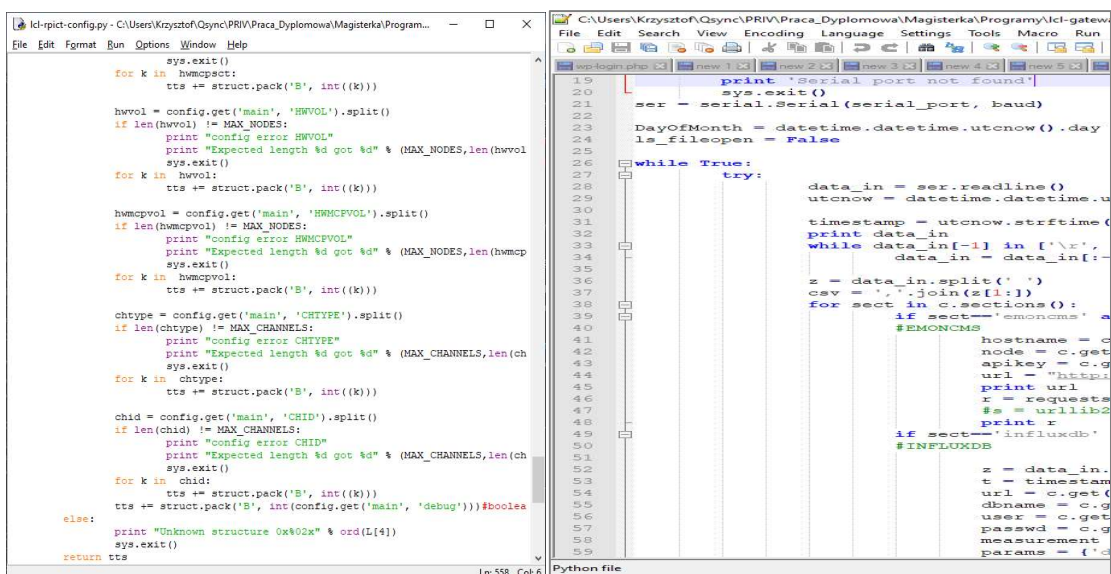 lcl-rpict-config.py - C:\Users\Krzysztof\Qsync\PRIV\Praca_Dyplomowa\Magisterka\Program...
File Edit Format Run Options Window Help
sys.exit()
for k in hwmcpsct:
tts += struct.pack('B', int((k)))
hwvol = config.get('main', 'HWVOL').split()
if len(hwvol) != MAX_NODES:
print "config error HWVOL"
print "Expected length %d got %d" % (MAX_NODES,len(hwvol
sys.exit()
for k in hwvol:
tts += struct.pack('B', int((k)))
hwmcpvol = config.get('main', 'HWMCPVOL').split()
if len(hwmcpvol) != MAX_NODES:
print "config error HWMCPVOL"
print "Expected length %d got %d" % (MAX_NODES,len(hwmcp
sys.exit()
for k in hwmcpvol:
tts += struct.pack('B', int((k)))
chtype = config.get('main', 'CHTYPE').split()
if len(chtype) != MAX_CHANNELS:
print "config error CHTYPE"
print "Expected length %d got %d" % (MAX_CHANNELS,len(ch
sys.exit()
for k in chtype:
tts += struct.pack('B', int((k)))
chid = config.get('main', 'CHID').split()
if len(chid) != MAX_CHANNELS:
print "config error CHID"
print "Expected length %d got %d" % (MAX_CHANNELS,len(ch
sys.exit()
for k in chid:
tts += struct.pack('B', int((k)))
tts += struct.pack('B', int(config.get('main', 'debug')))#boolea
else:
print "Unknown structure 0x%02x" % ord(L[4])
sys.exit()
return tts
Ln: 558 Col: 6
C:\Users\Krzysztof\Qsync\PRIV\Praca_Dyplomowa\Magisterka\Programy\lcl-gatew
File Edit Search View Encoding Language Settings Tools Macro Run
wp-login.php new 1 new 2 new 3 new 4 new 5
19 print 'Serial port not found'
20 sys.exit()
21 ser = serial.Serial(serial_port, baud)
22
23 DayOfMonth = datetime.datetime.utcnow().day
24 ls_fileopen = False
25
26 while True:
27 try:
28 data_in = ser.readline()
29 utcnow = datetime.datetime.u
30
31 timestamp = utcnow.strftime(
32 print data_in
33 while data_in[-1] in ['\r',
34 data_in = data_in[:-
35
36 z = data_in.split(' ')
37 csv = ','.join(z[1:])
38 for sect in c.sections():
39 if sect=='emoncms' a
40 #EMONCMS
41 hostname = c
42 node = c.get
43 apikey = c.g
44 url = "http:
45 print url
46 r = requests
47 #s = urllib2
48 print r
49 if sect=='influxdb'
50 #INFLUXDB
51
52 z = data_in.
53 t = timestam
54 url = c.get(
55 dbname = c.g
56 user = c.get
57 passwd = c.g
58 measurement
59 params = {'d
Python file